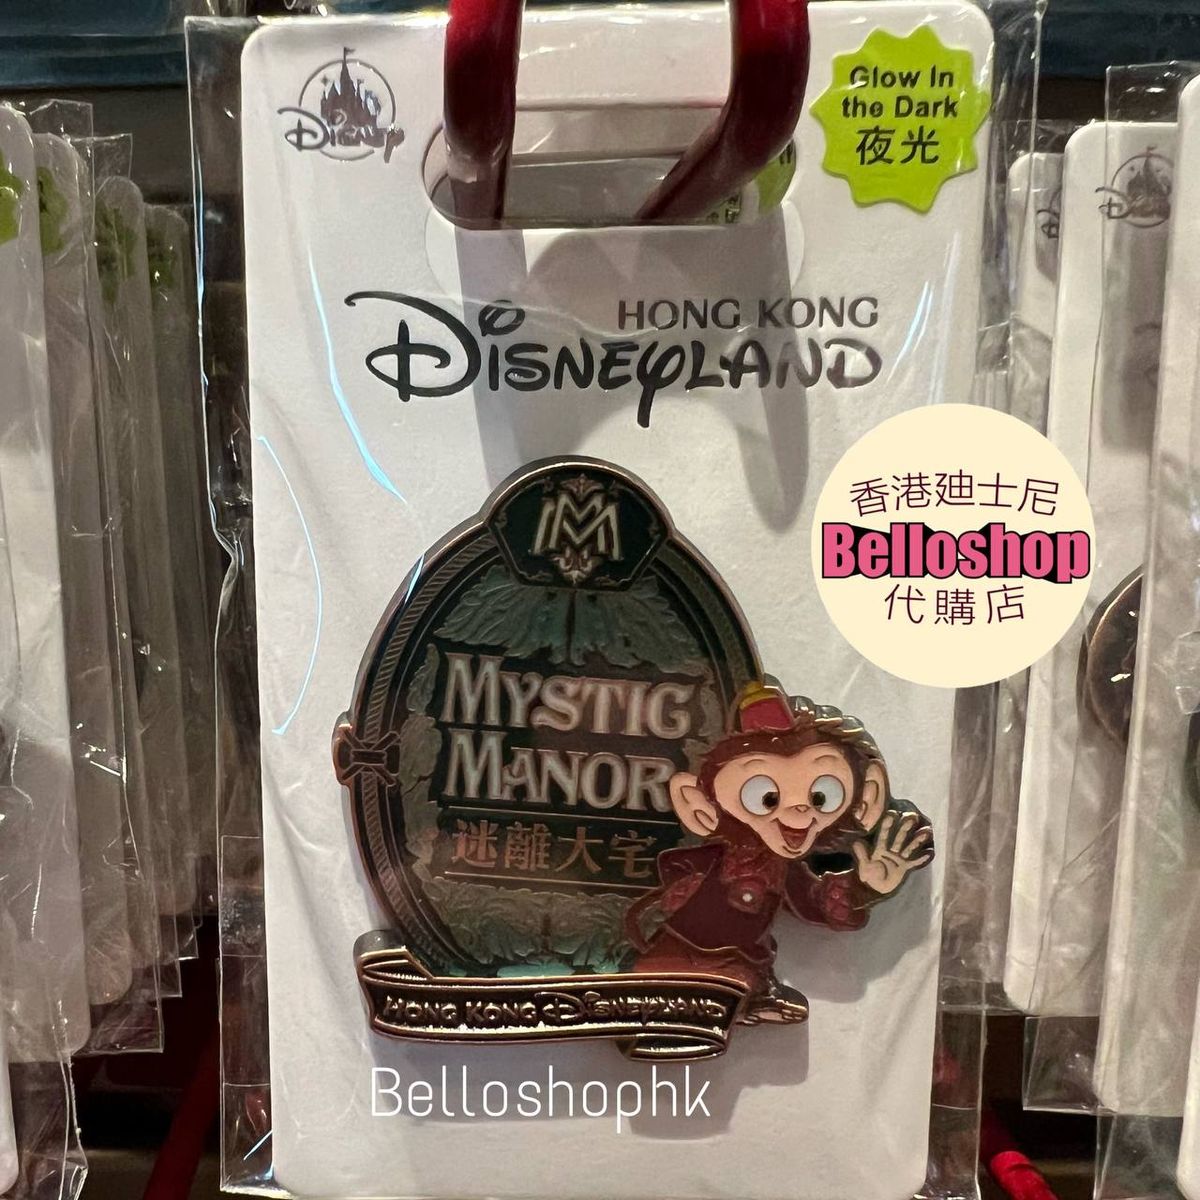 Disney
Glow In
the Dark
夜光
HONG KONG
DISNEYLAND
香港廸士尼
Belloshop
代購店
MM
MYSTIC
MANOR
迷離大宅
HONG KONG DISNEYLAND
Belloshophk